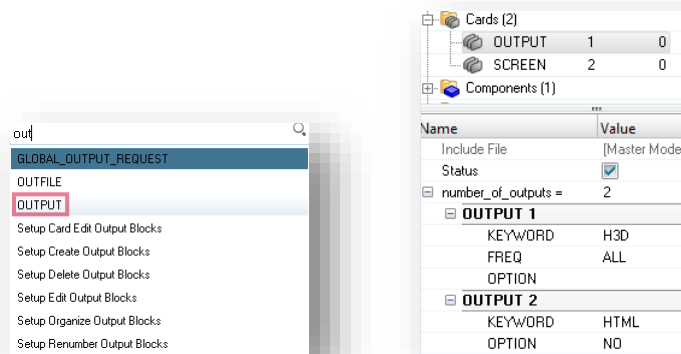 out
GLOBAL_OUTPUT_REQUEST
OUTFILE
OUTPUT
Setup Card Edit Output Blocks
Setup Create Output Blocks
Setup Delete Output Blocks
Setup Edit Output Blocks
Setup Organize Output Blocks
Setup Renumber Output Blocks
Cards (2)
OUTPUT 1 0
SCREEN 2 0
Components (1)
Name Value
Include File [Master Mode
Status
number_of_outputs = 2
OUTPUT 1
KEYWORD H3D
FREQ ALL
OPTION
OUTPUT 2
KEYWORD HTML
OPTION NO